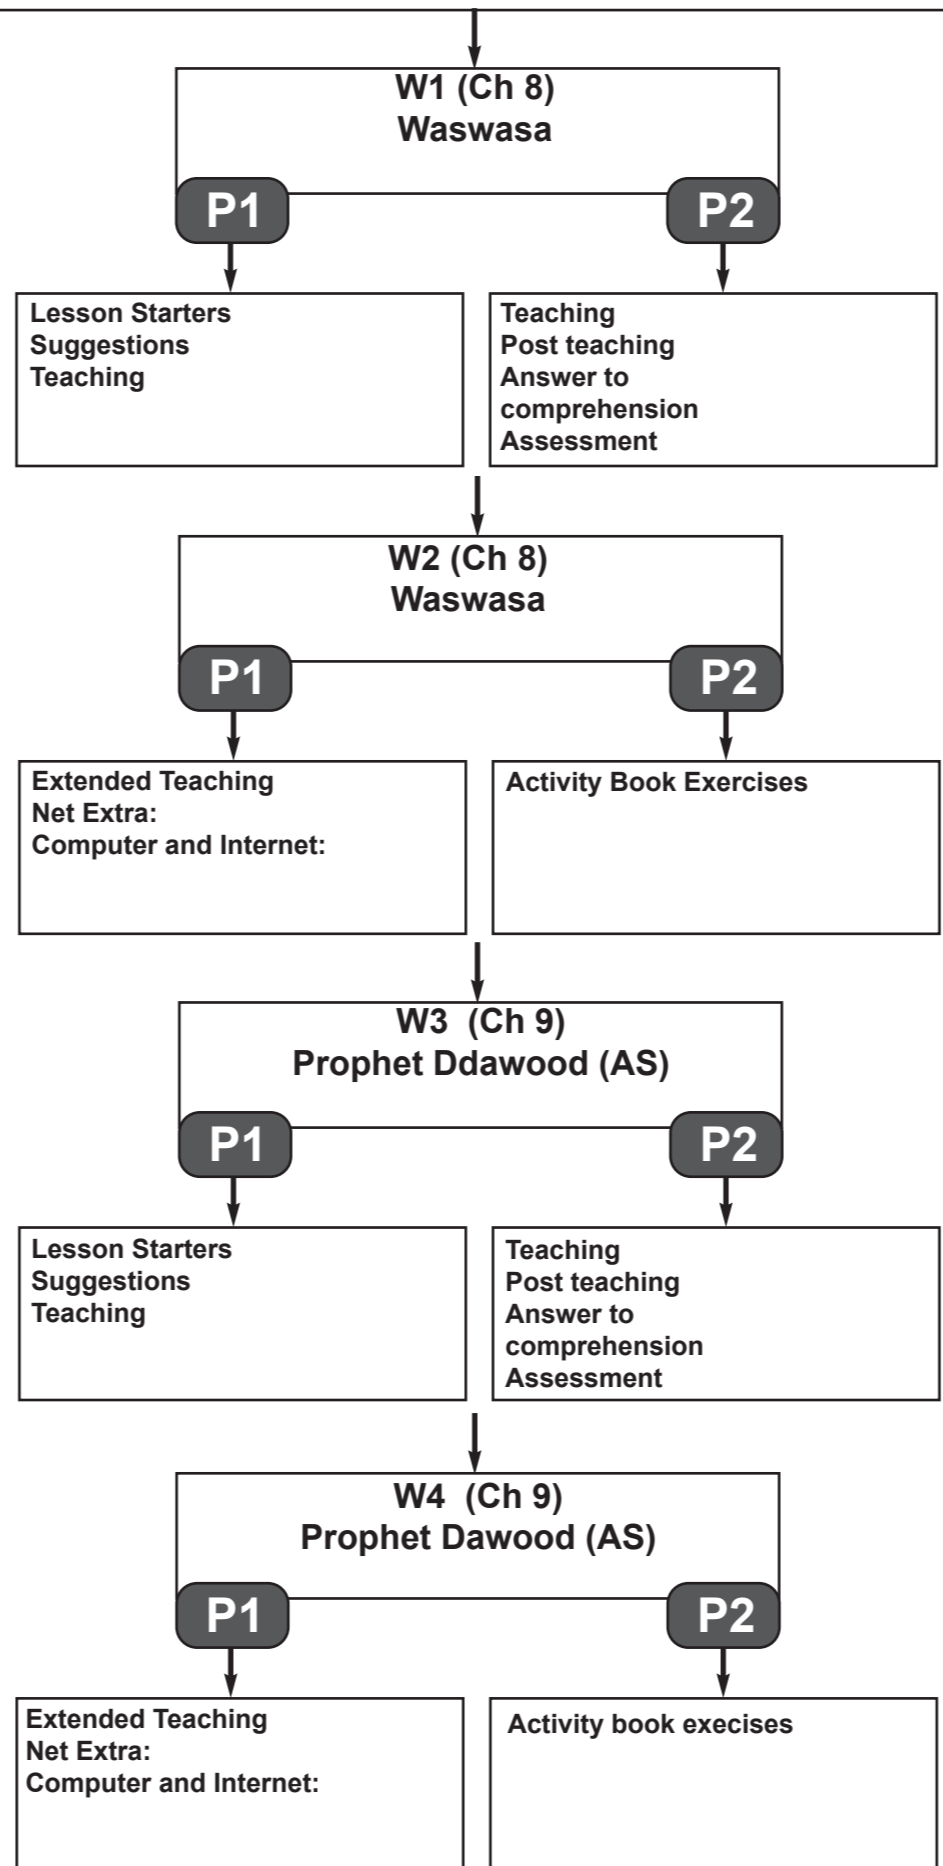 W1 (Ch 8)
Waswasa
P1
P2
Lesson Starters
Suggestions
Teaching
Teaching
Post teaching
Answer to
comprehension
Assessment
W2 (Ch 8)
Waswasa
P1
P2
Extended Teaching
Net Extra:
Computer and Internet:
Activity Book Exercises
W3 (Ch 9)
Prophet Ddawood (AS)
P1
P2
Lesson Starters
Suggestions
Teaching
Teaching
Post teaching
Answer to
comprehension
Assessment
W4 (Ch 9)
Prophet Dawood (AS)
P1
P2
Extended Teaching
Net Extra:
Computer and Internet:
Activity book execises